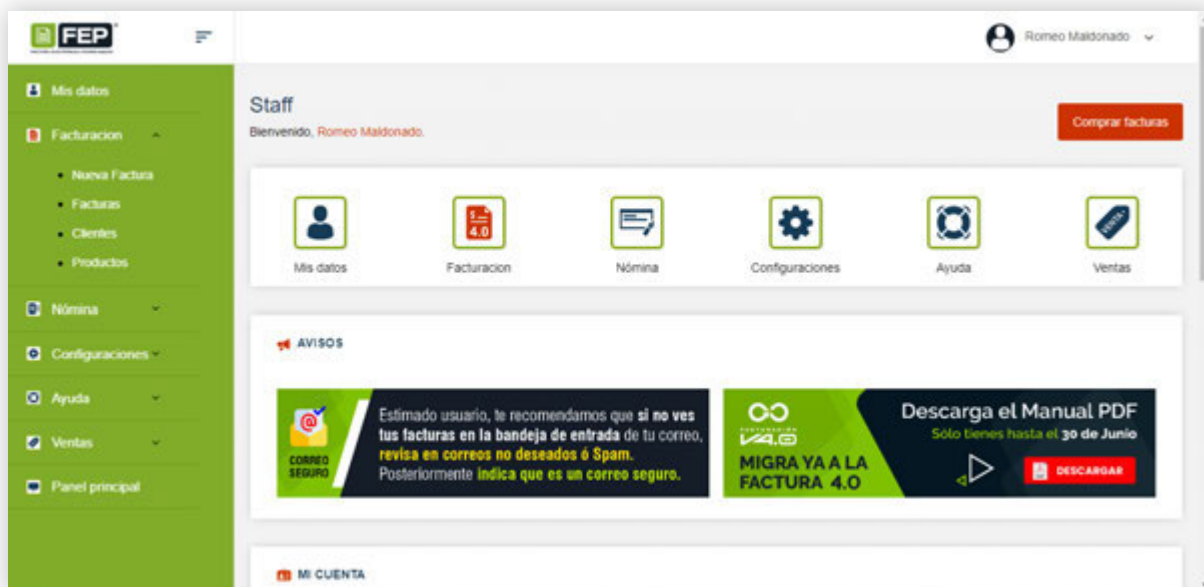 FEP
Romeo Maldonado
Mis datos
Facturacion
Nueva Factura
Facturas
Clientes
Productos
Nómina
Configuraciones
Ayuda
Ventas
Panel principal
Staff
Bienvenido, Romeo Maldonado.
Comprar facturas
$
4.0
VENTA
Mis datos
Facturacion
Nómina
Configuraciones
Ayuda
Ventas
AVISOS
@
CORREO
SEGURO
Estimado usuario, te recomendamos que si no ves
tus facturas en la bandeja de entrada de tu correo,
revisa en correos no deseados ó Spam.
Posteriormente indica que es un correo seguro.
FACTURACIÓN
V4.0
MIGRA YA A LA
FACTURA 4.0
Descarga el Manual PDF
Sólo tienes hasta el 30 de Junio
DESCARGAR
MI CUENTA